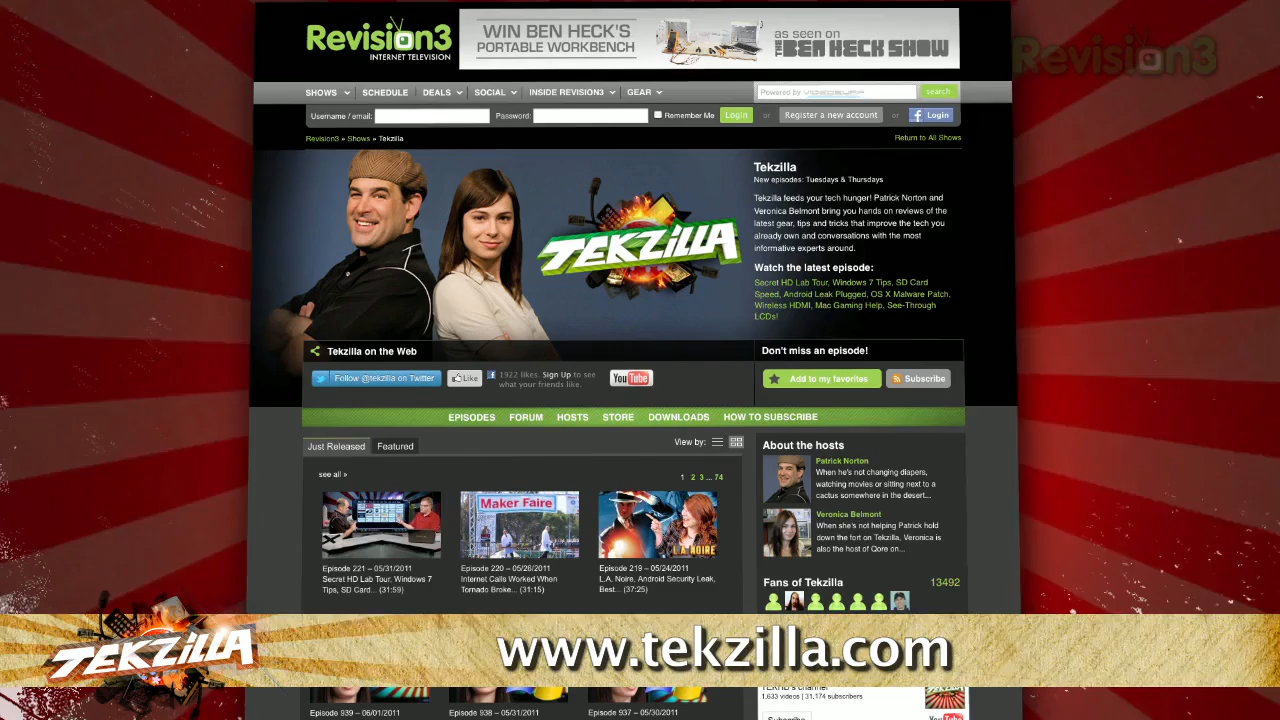 Revision3
INTERNET TELEVISION
WIN BEN HECK'S
PORTABLE WORKBENCH
as seen on
THE BEN HECK SHOW
Revision3
SHOWS
SCHEDULE
DEALS
SOCIAL
INSIDE REVISION3
GEAR
Powered by
search
Username / email:
Password:
Remember Me
Login
or
Register a new account
or
f Login
Revision3 » Shows » Tekzilla
Return to All Shows
TEKZILLA
Tekzilla
New episodes: Tuesdays & Thursdays
Tekzilla feeds your tech hunger! Patrick Norton and
Veronica Belmont bring you hands on reviews of the
latest gear, tips and tricks that improve the tech you
already own and conversations with the most
informative experts around.
Watch the latest episode:
Secret HD Lab Tour, Windows 7 Tips, SD Card
Speed, Android Leak Plugged, OS X Malware Patch,
Wireless HDMI, Mac Gaming Help, See-Through
LCDs!
Tekzilla on the Web
Follow @tekzilla on Twitter
Like
1922 likes. Sign Up to see
what your friends like.
YouTube
Don't miss an episode!
Add to my favorites
Subscribe
EPISODES
FORUM
HOSTS
STORE
DOWNLOADS
HOW TO SUBSCRIBE
Just Released
Featured
View by:
see all »
1 2 3 ... 74
Maker Faire
L.A. NOIRE
Episode 221 – 05/31/2011
Secret HD Lab Tour, Windows 7
Tips, SD Card... (31:59)
Episode 220 – 05/26/2011
Internet Calls Worked When
Tornado Broke... (31:15)
Episode 219 – 05/24/2011
L.A. Noire, Android Security Leak,
Best... (37:25)
About the hosts
Patrick Norton
When he's not changing diapers,
watching movies or sitting next to a
cactus somewhere in the desert...
Veronica Belmont
When she's not helping Patrick hold
down the fort on Tekzilla, Veronica is
also the host of Qore on...
Fans of Tekzilla
13492
TEKZILLA
www.tekzilla.com
TEKHD's channel
1,633 videos | 31,174 subscribers
Subscribe
You
Episode 939 – 06/01/2011
Episode 938 – 05/31/2011
Episode 937 – 05/30/2011